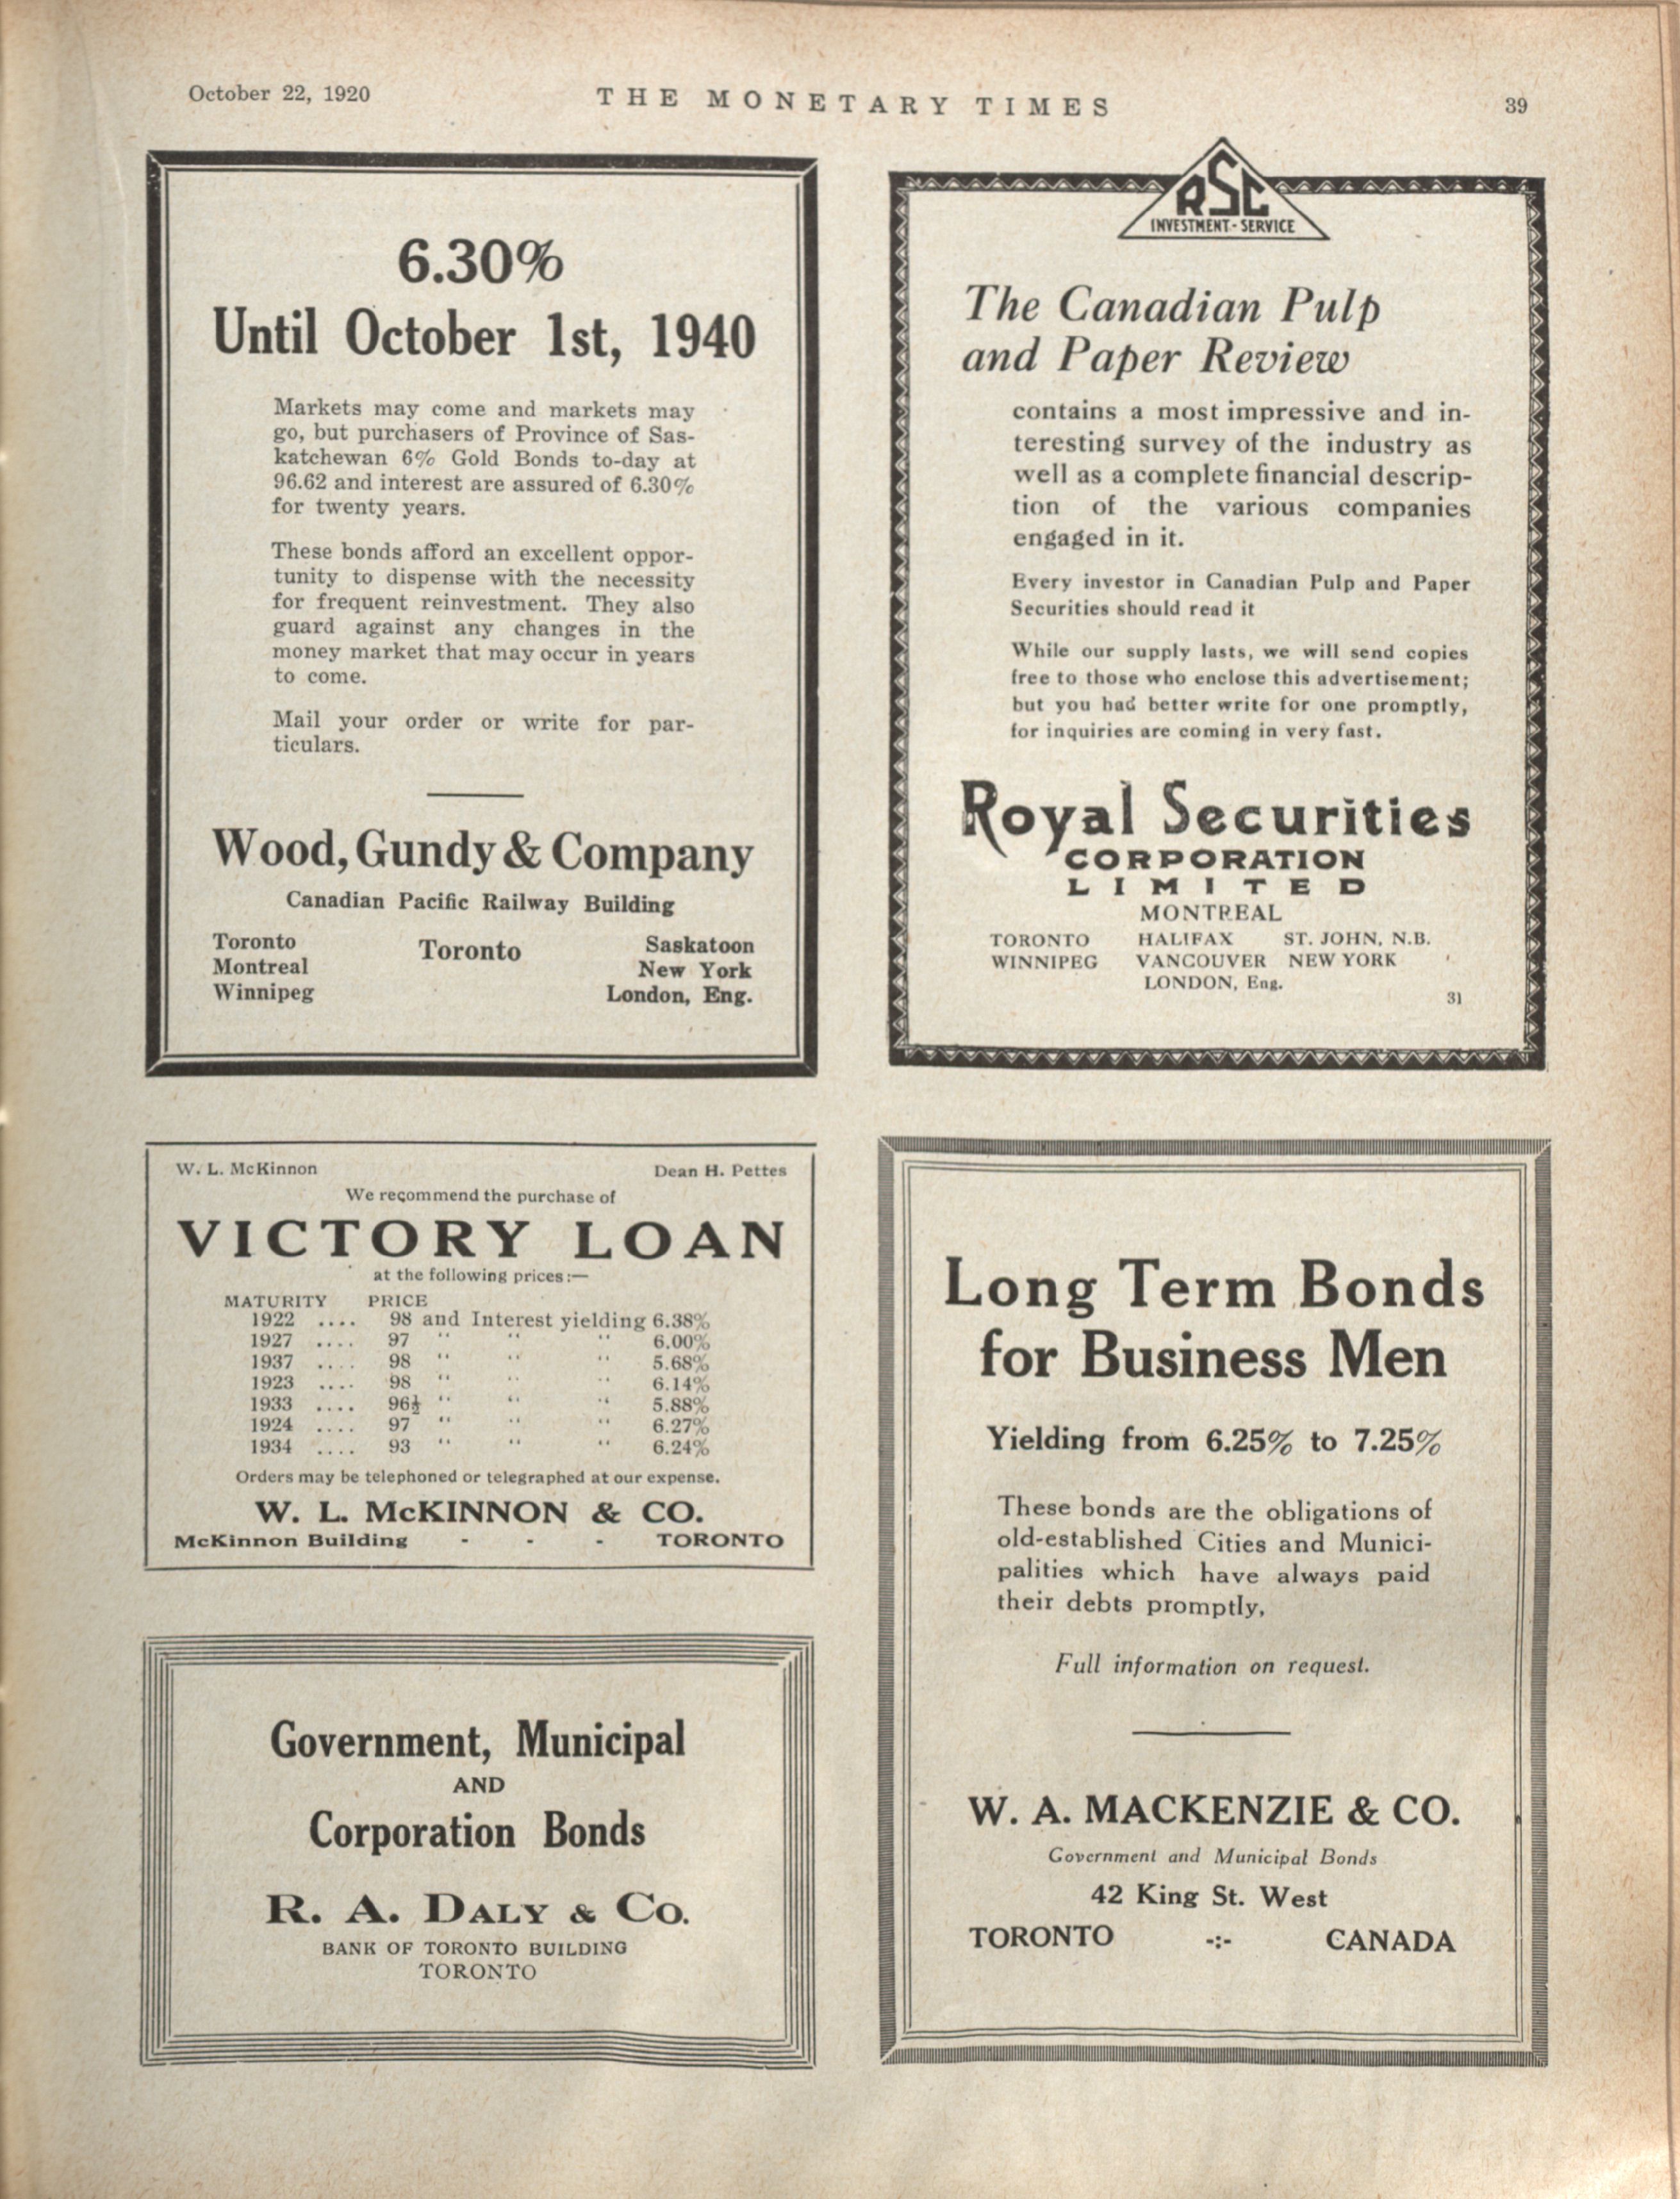 October 22, 1920
THE MONETARY TIMES
39
6.30%
Until October 1st, 1940
Markets may come and markets may
go, but purchasers of Province of Sas-
katchewan 6% Gold Bonds to-day at
96.62 and interest are assured of 6.30%
for twenty years.
These bonds afford an excellent oppor-
tunity to dispense with the necessity
for frequent reinvestment. They also
guard against any changes in the
money market that may occur in years
to come.
Mail your order or write for par-
ticulars.
Wood, Gundy & Company
Canadian Pacific Railway Building
Toronto
Toronto
Saskatoon
Montreal
New York
Winnipeg
London, Eng.
RSC
INVESTMENT-SERVICE
The Canadian Pulp
and Paper Review
contains a most impressive and in-
teresting survey of the industry as
well as a complete financial descrip-
tion of the various companies
engaged in it.
Every investor in Canadian Pulp and Paper
Securities should read it
While our supply lasts, we will send copies
free to those who enclose this advertisement;
but you had better write for one promptly,
for inquiries are coming in very fast.
Royal Securities
CORPORATION
LIMITED
MONTREAL
TORONTO HALIFAX ST. JOHN, N.B.
WINNIPEG VANCOUVER NEW YORK
LONDON, Eng.
31
W. L. McKinnon
Dean H. Pettes
We recommend the purchase of
VICTORY LOAN
at the following prices:—
MATURITY PRICE
1922 .... 98 and Interest yielding 6.38%
1927 .... 97 " " " 6.00%
1937 .... 98 " " " 5.68%
1923 .... 98 " " " 6.14%
1933 .... 96½ " " " 5.88%
1924 .... 97 " " " 6.27%
1934 .... 93 " " " 6.24%
Orders may be telephoned or telegraphed at our expense.
W. L. McKINNON & CO.
McKinnon Building - - - TORONTO
Government, Municipal
AND
Corporation Bonds
R. A. DALY & CO.
BANK OF TORONTO BUILDING
TORONTO
Long Term Bonds
for Business Men
Yielding from 6.25% to 7.25%
These bonds are the obligations of
old-established Cities and Munici-
palities which have always paid
their debts promptly,
Full information on request.
W. A. MACKENZIE & CO.
Government and Municipal Bonds
42 King St. West
TORONTO -:- CANADA